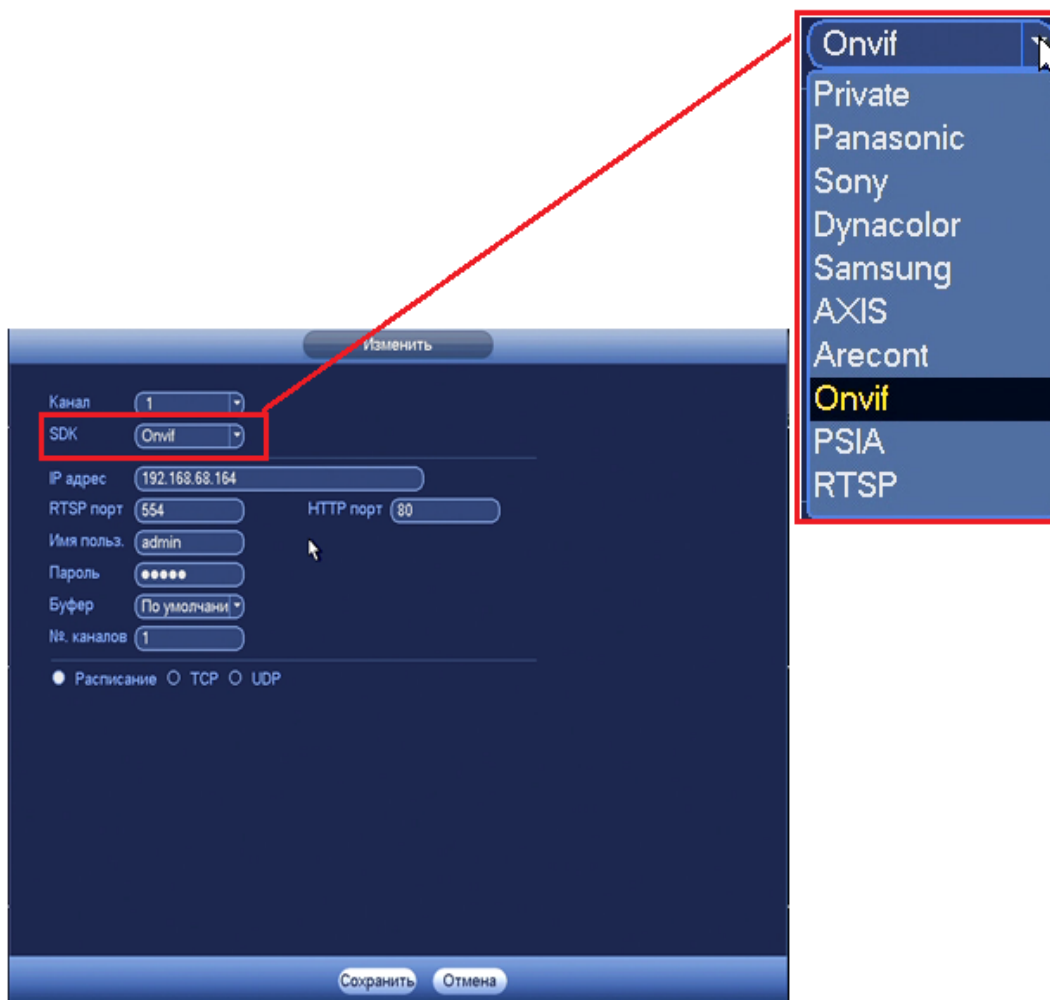 Onvif
Private
Panasonic
Sony
Dynacolor
Samsung
AXIS
Arecont
Onvif
PSIA
RTSP
Изменить
Канал 1
SDK Onvif
IP адрес 192.168.68.164
RTSP порт 554 HTTP порт 80
Имя польз. admin
Пароль ●●●●●
Буфер По умолчани
№. каналов 1
Расписание TCP UDP
Сохранить Отмена